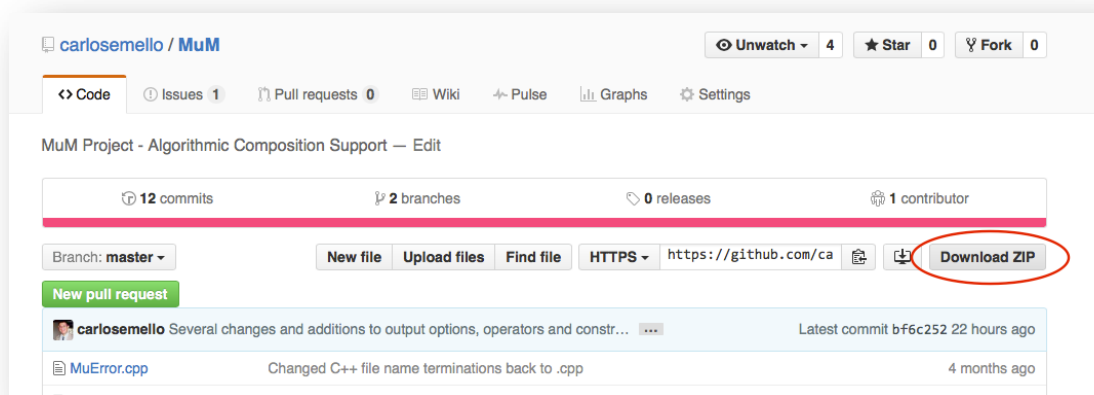 carlosemello / MuM
Unwatch 4 Star 0 Fork 0
Code Issues 1 Pull requests 0 Wiki Pulse Graphs Settings
MuM Project - Algorithmic Composition Support — Edit
12 commits 2 branches 0 releases 1 contributor
Branch: master New file Upload files Find file HTTPS https://github.com/ca Download ZIP
New pull request
carlosemello Several changes and additions to output options, operators and constr… ... Latest commit bf6c252 22 hours ago
MuError.cpp Changed C++ file name terminations back to .cpp 4 months ago